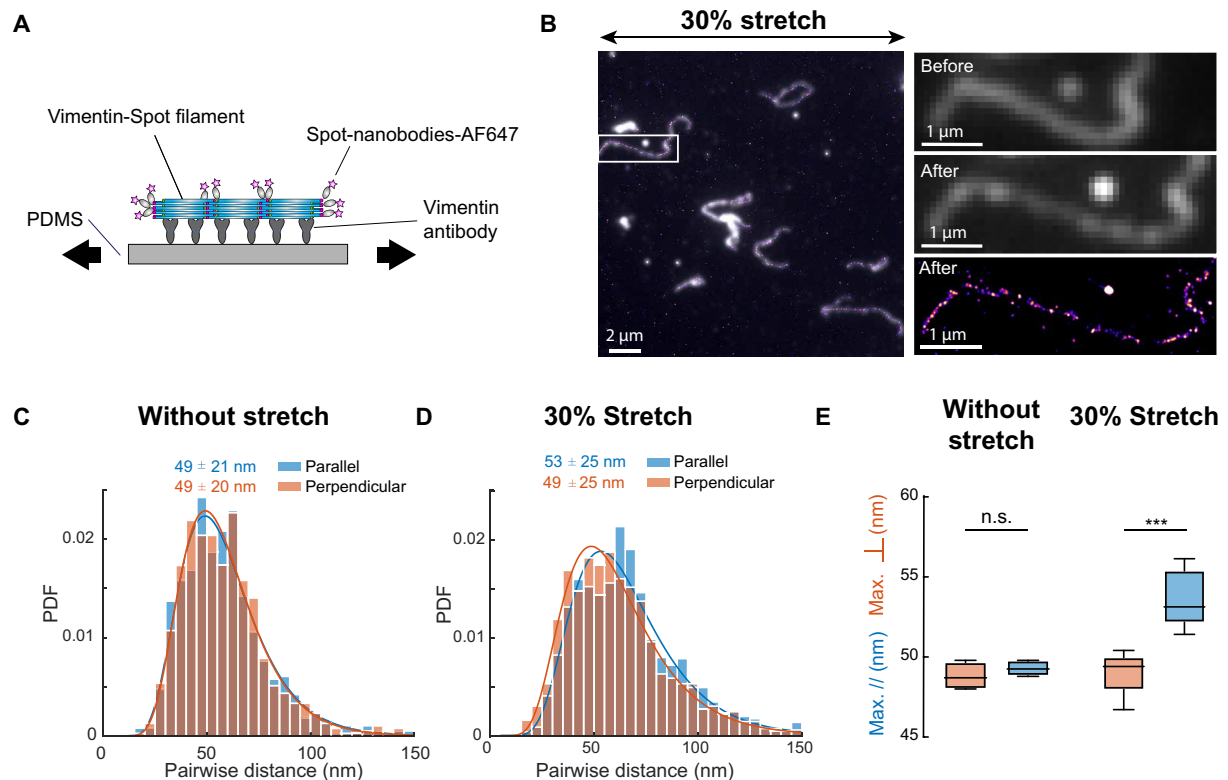 A
Vimentin-Spot filament
Spot-nanobodies-AF647
PDMS
Vimentin
antibody
B
30% stretch
2 µm
Before
1 µm
After
1 µm
After
1 µm
C
Without stretch
49 ± 21 nm
Parallel
49 ± 20 nm
Perpendicular
PDF
0.02
0.01
0
0
50
100
150
Pairwise distance (nm)
D
30% Stretch
53 ± 25 nm
Parallel
49 ± 25 nm
Perpendicular
PDF
0.02
0.01
0
0
50
100
150
Pairwise distance (nm)
E
Without
stretch
30% Stretch
Max. // (nm)
Max. ⊥ (nm)
60
55
50
45
n.s.
***